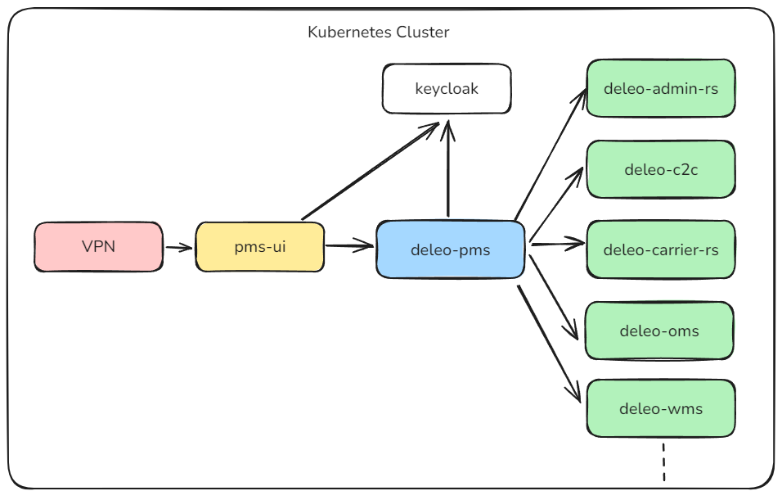 Kubernetes Cluster
keycloak
deleo-admin-rs
deleo-c2c
VPN
pms-ui
deleo-pms
deleo-carrier-rs
deleo-oms
deleo-wms